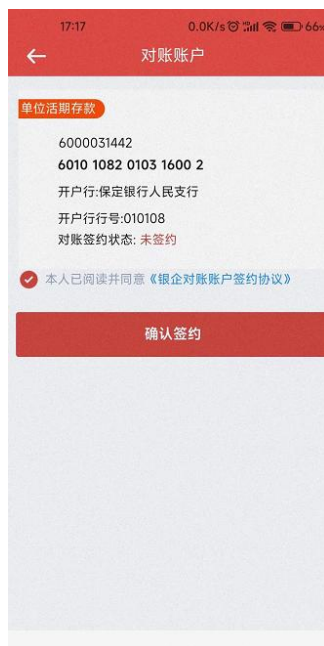 17:17 0.0K/s 66%
对账账户
单位活期存款
6000031442
6010 1082 0103 1600 2
开户行:保定银行人民支行
开户行行号:010108
对账签约状态: 未签约
本人已阅读并同意《银企对账账户签约协议》
确认签约